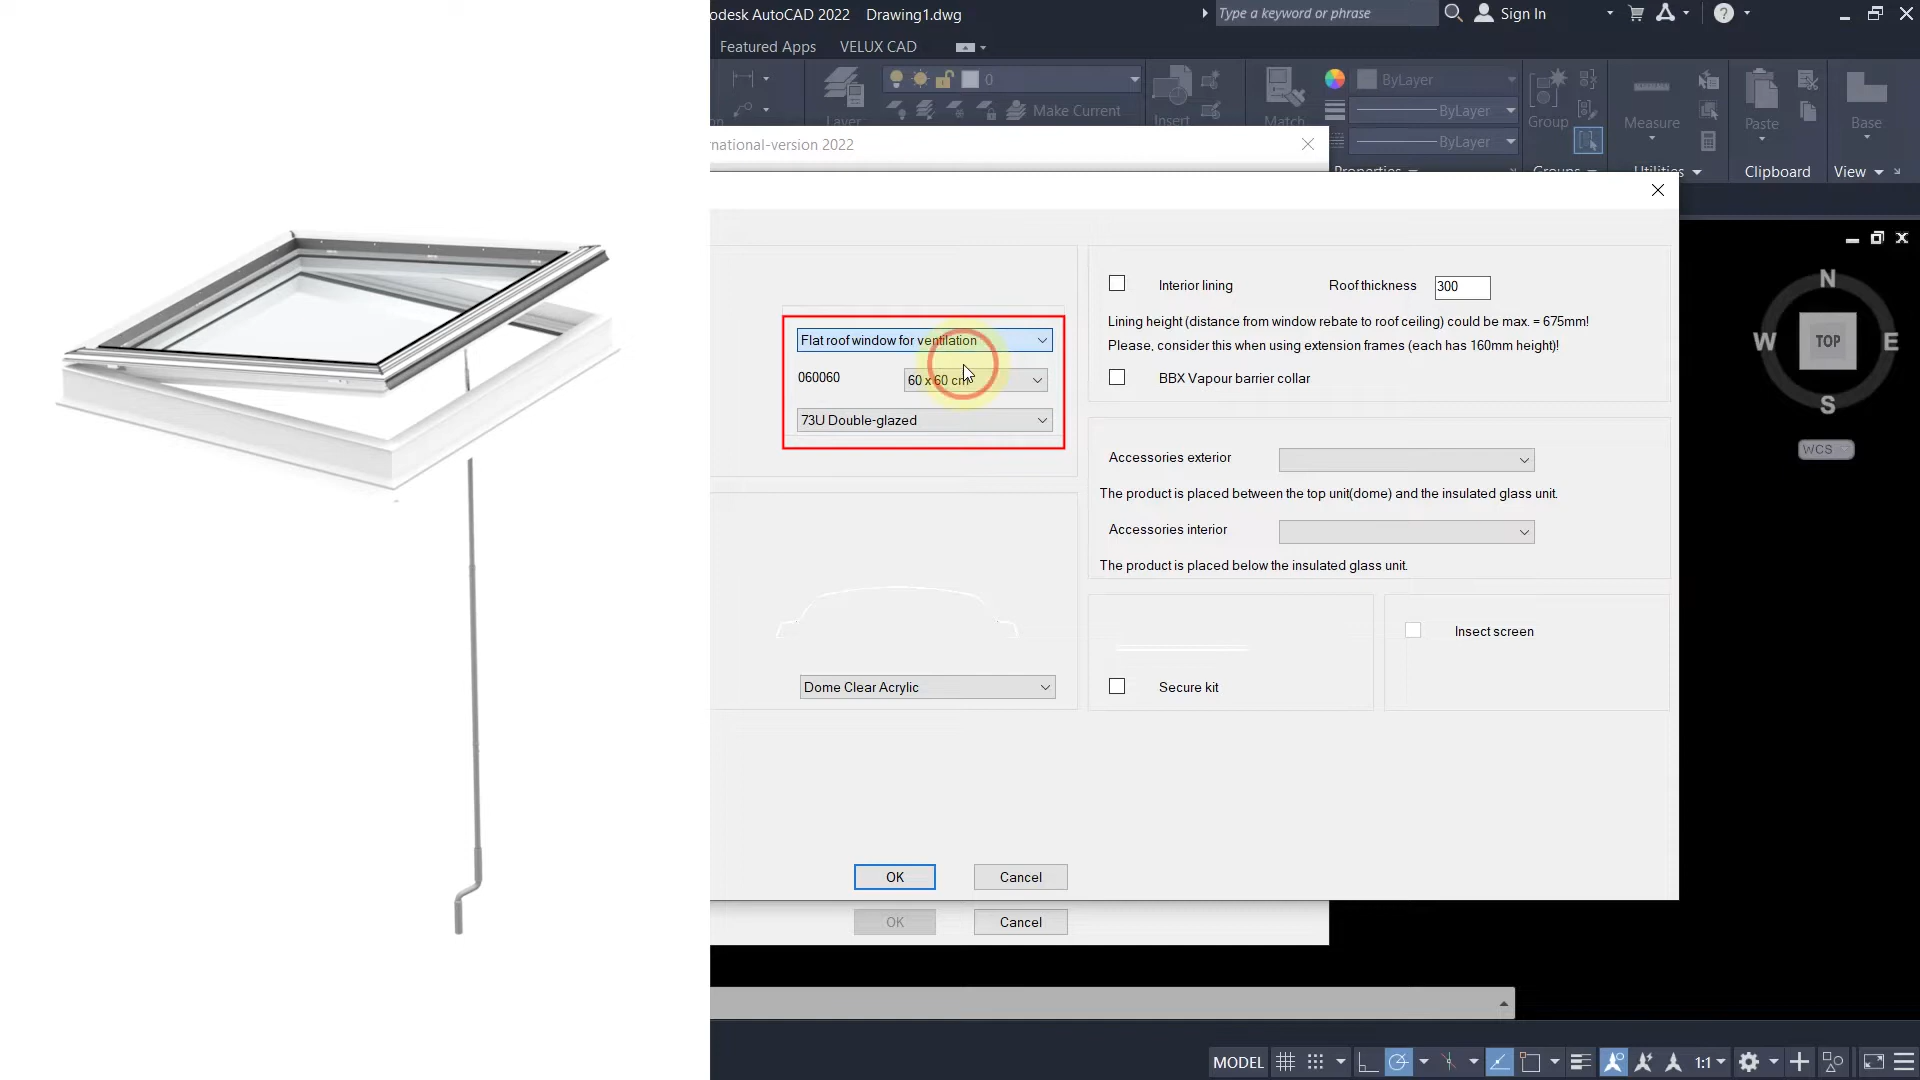 odesk AutoCAD 2022 Drawing1.dwg
Type a keyword or phrase
Sign In
Featured Apps VELUX CAD
0
ByLayer
Make Current
ByLayer
ByLayer
Layer
Insert
Match
Group
Measure
Paste
Base
Properties
Groups
Utilities
Clipboard
View
national-version 2022
Flat roof window for ventilation
060060
60 x 60 cm
73U Double-glazed
Dome Clear Acrylic
Interior lining
Roof thickness
300
Lining height (distance from window rebate to roof ceiling) could be max. = 675mm!
Please, consider this when using extension frames (each has 160mm height)!
BBX Vapour barrier collar
Accessories exterior
The product is placed between the top unit(dome) and the insulated glass unit.
Accessories interior
The product is placed below the insulated glass unit.
Secure kit
Insect screen
OK
Cancel
OK
Cancel
N
W
TOP
E
S
WCS
MODEL
1:1